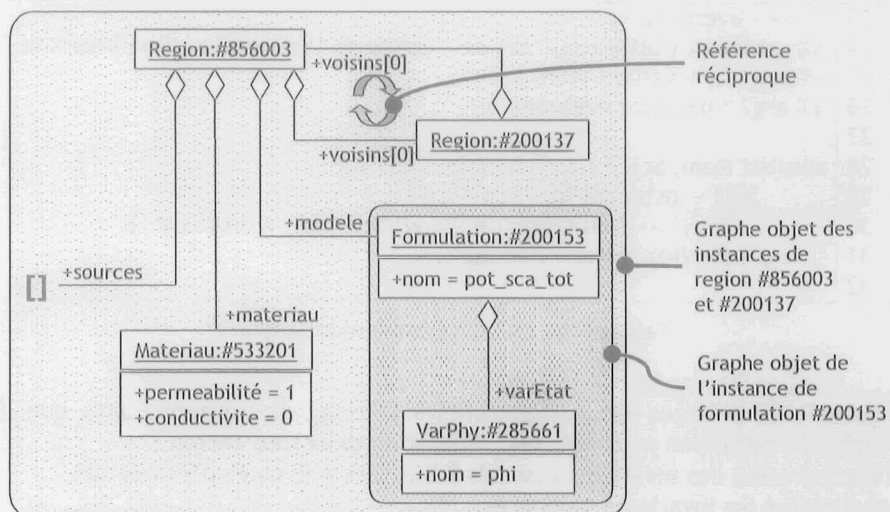 Region:#856003
+voisins[0]
Référence
réciproque
Region:#200137
+voisins[0]
+modele
Formulation:#200153
+nom = pot_sca_tot
Graphe objet des
instances de
region #856003
et #200137
[]
+sources
+materiau
Materiau:#533201
+permeabilité = 1
+conductivite = 0
+varEtat
VarPhy:#285661
+nom = phi
Graphe objet de
l'instance de
formulation #200153